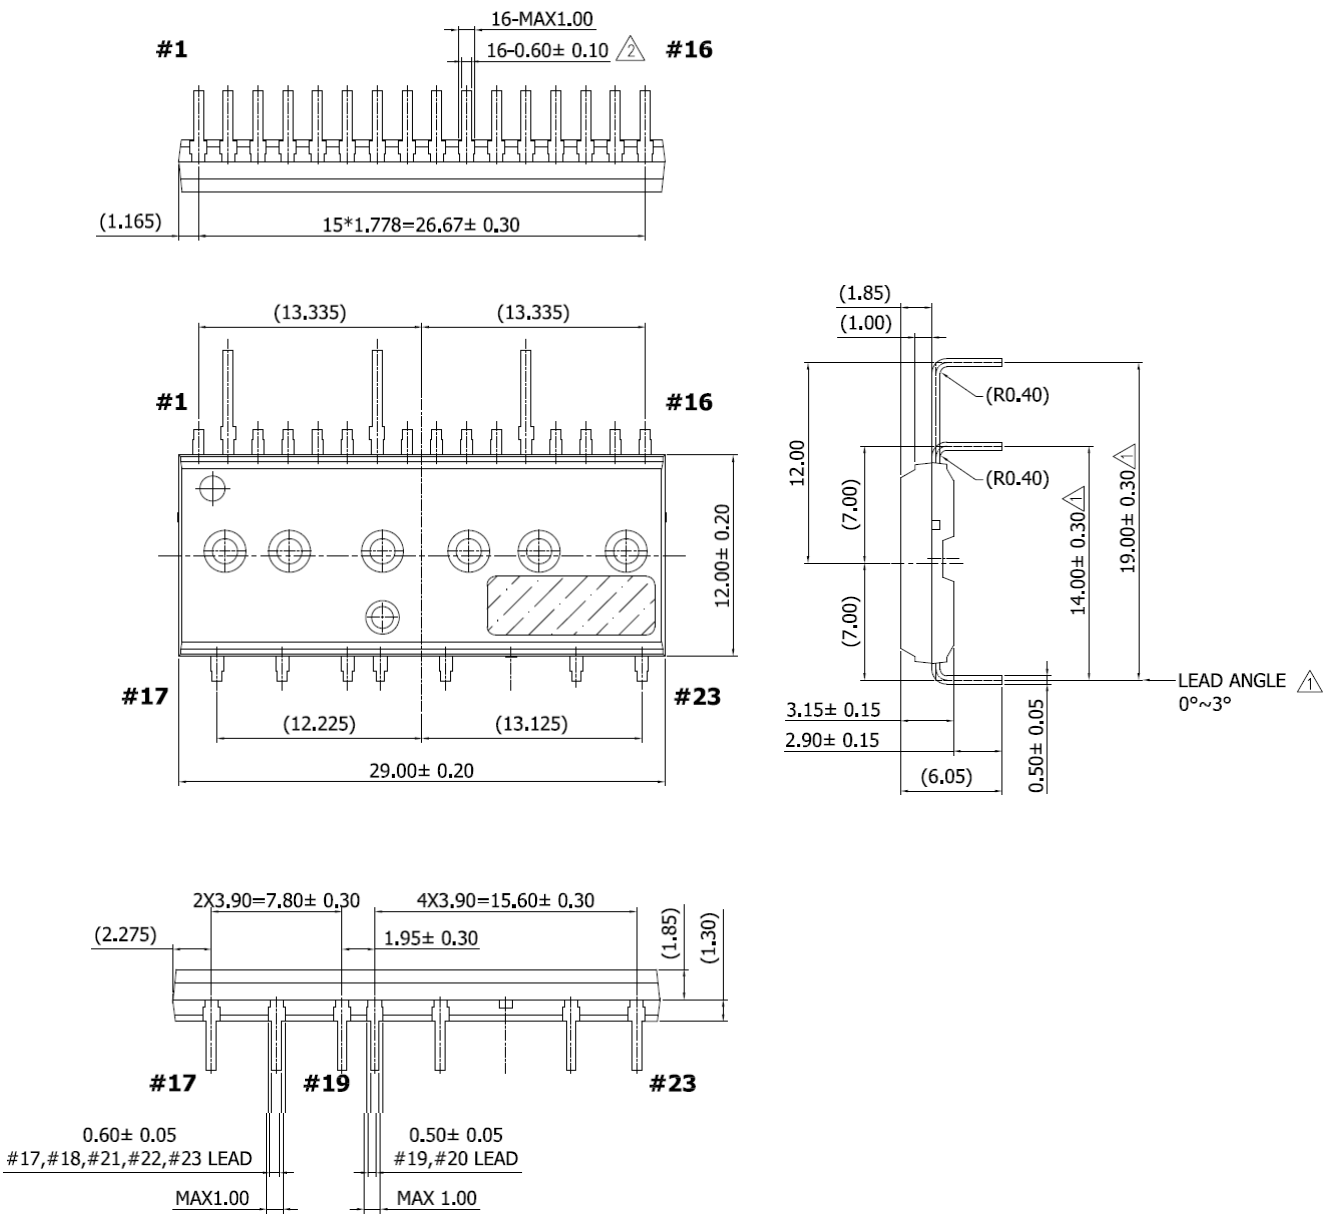 16-MAX1.00
#1
16-0.60± 0.10 2
#16
(1.165)
15*1.778=26.67± 0.30
(13.335)
(13.335)
#1
#16
12.00± 0.20
#17
#23
(12.225)
(13.125)
29.00± 0.20
(1.85)
(1.00)
(R0.40)
(R0.40)
12.00
(7.00)
(7.00)
14.00± 0.30 1
19.00± 0.30 1
LEAD ANGLE 1
0°~3°
3.15± 0.15
2.90± 0.15
(6.05)
0.50± 0.05
2X3.90=7.80± 0.30
4X3.90=15.60± 0.30
(2.275)
1.95± 0.30
(1.85)
(1.30)
#17
#19
#23
0.60± 0.05
#17,#18,#21,#22,#23 LEAD
MAX1.00
0.50± 0.05
#19,#20 LEAD
MAX 1.00